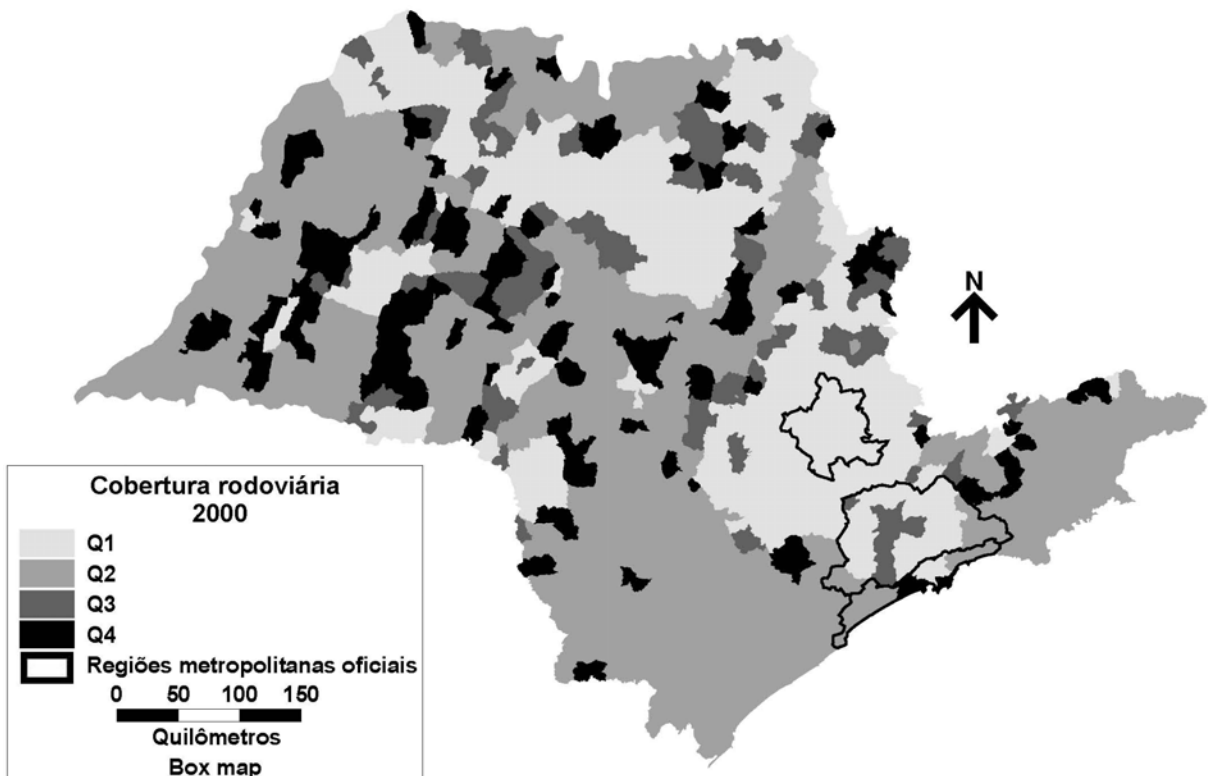 N
Cobertura rodoviária
2000
Q1
Q2
Q3
Q4
Regiões metropolitanas oficiais
0 50 100 150
Quilômetros
Box map